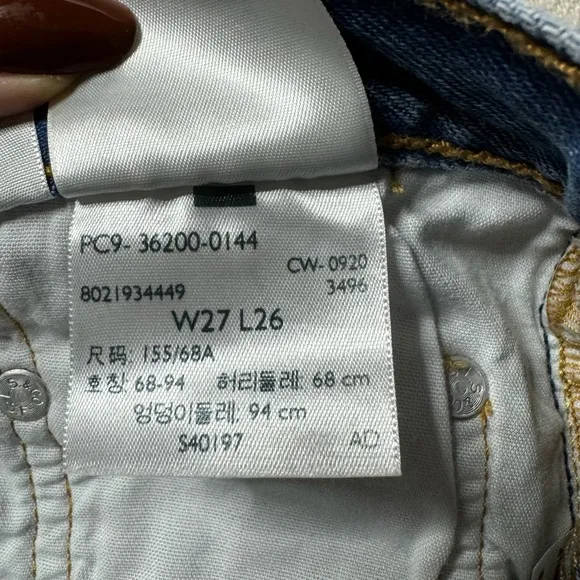 PC9- 36200-0144
CW- 0920
8021934449
3496
W27 L26
尺码: 155/68A
호칭: 68-94 허리둘레: 68 cm
엉덩이둘레: 94 cm
S40197 AD